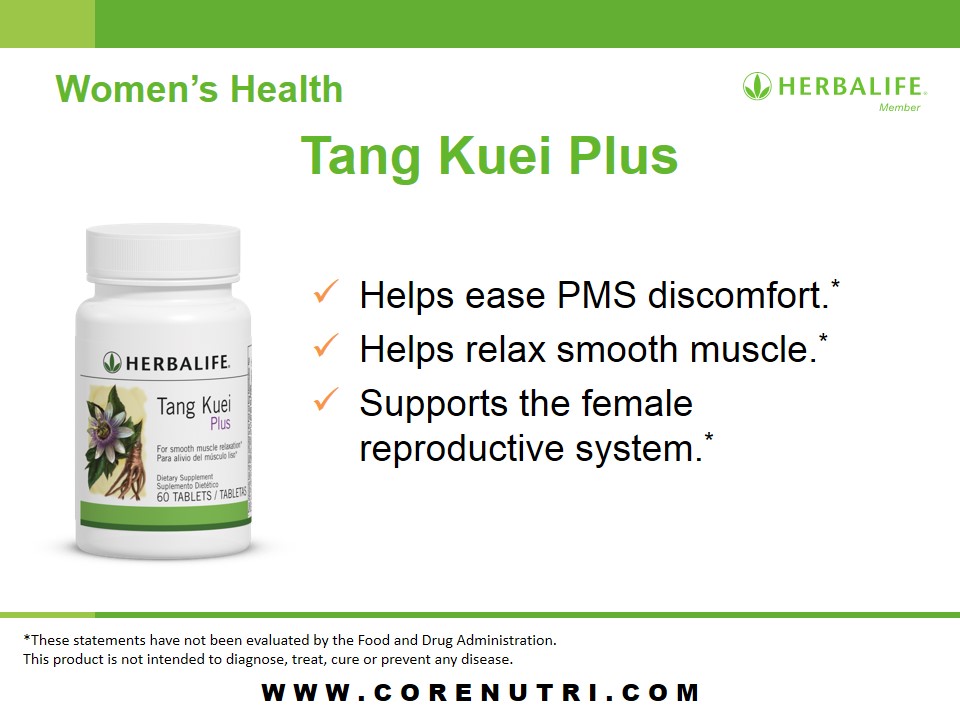 Women's Health
HERBALIFE®
Member
Tang Kuei Plus
✓ Helps ease PMS discomfort.*
✓ Helps relax smooth muscle.*
✓ Supports the female
reproductive system.*
HERBALIFE®
Tang Kuei
Plus
For smooth muscle relaxation*
Para alivio del músculo liso*
Dietary Supplement
Suplemento Dietético
60 TABLETS / TABLETAS
*These statements have not been evaluated by the Food and Drug Administration.
This product is not intended to diagnose, treat, cure or prevent any disease.
WWW.CORENUTRI.COM